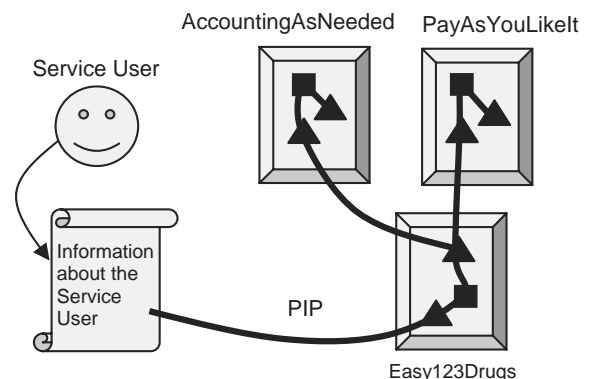 AccountingAsNeeded
PayAsYouLikeIt
Service User
Information
about the
Service
User
PIP
Easy123Drugs